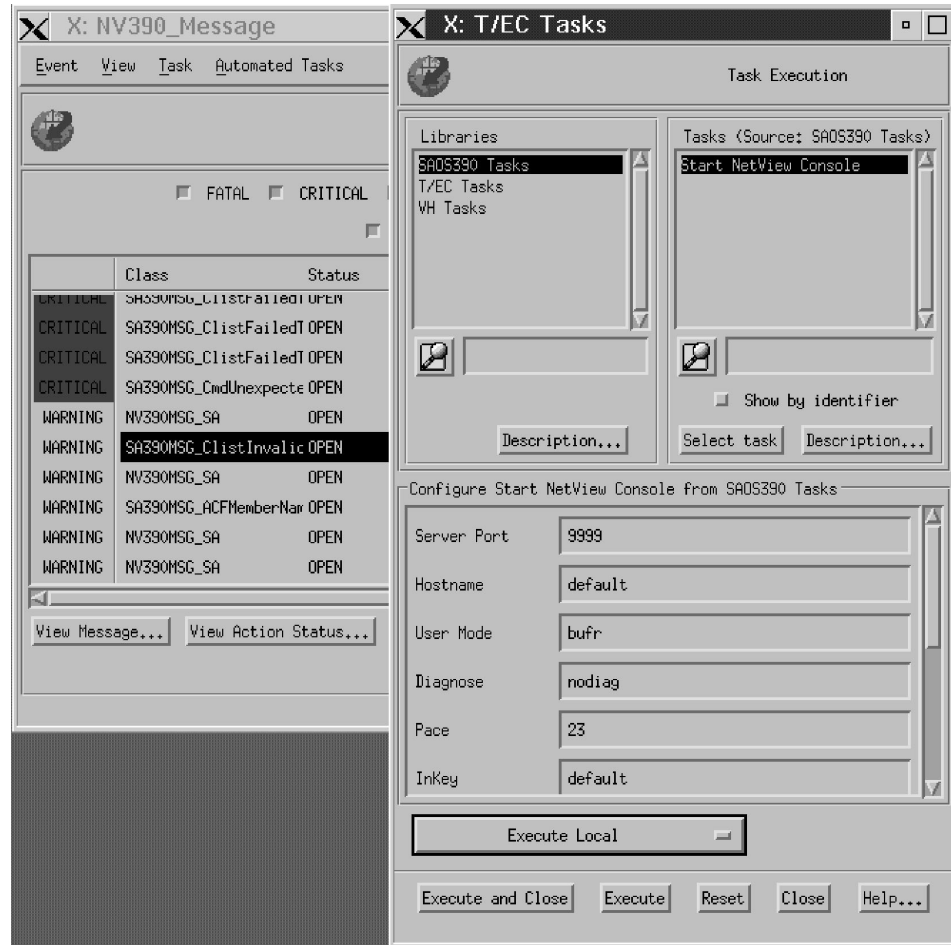 X: NV390_Message
Event View Task Automated Tasks
FATAL CRITICAL
Class Status
CRITICAL SA390MSG_ClistFailedT OPEN
CRITICAL SA390MSG_ClistFailedT OPEN
CRITICAL SA390MSG_ClistFailedT OPEN
CRITICAL SA390MSG_CmdUnexpecte OPEN
WARNING NV390MSG_SA OPEN
WARNING SA390MSG_ClistInvalid OPEN
WARNING NV390MSG_SA OPEN
WARNING SA390MSG_ACFMemberNam OPEN
WARNING NV390MSG_SA OPEN
WARNING NV390MSG_SA OPEN
View Message... View Action Status...
X: T/EC Tasks
Task Execution
Libraries
SAOS390 Tasks
T/EC Tasks
VH Tasks
Description...
Tasks (Source: SAOS390 Tasks)
Start NetView Console
Show by identifier
Select task Description...
Configure Start NetView Console from SAOS390 Tasks
Server Port 9999
Hostname default
User Mode bufr
Diagnose nodiag
Pace 23
InKey default
Execute Local
Execute and Close Execute Reset Close Help...